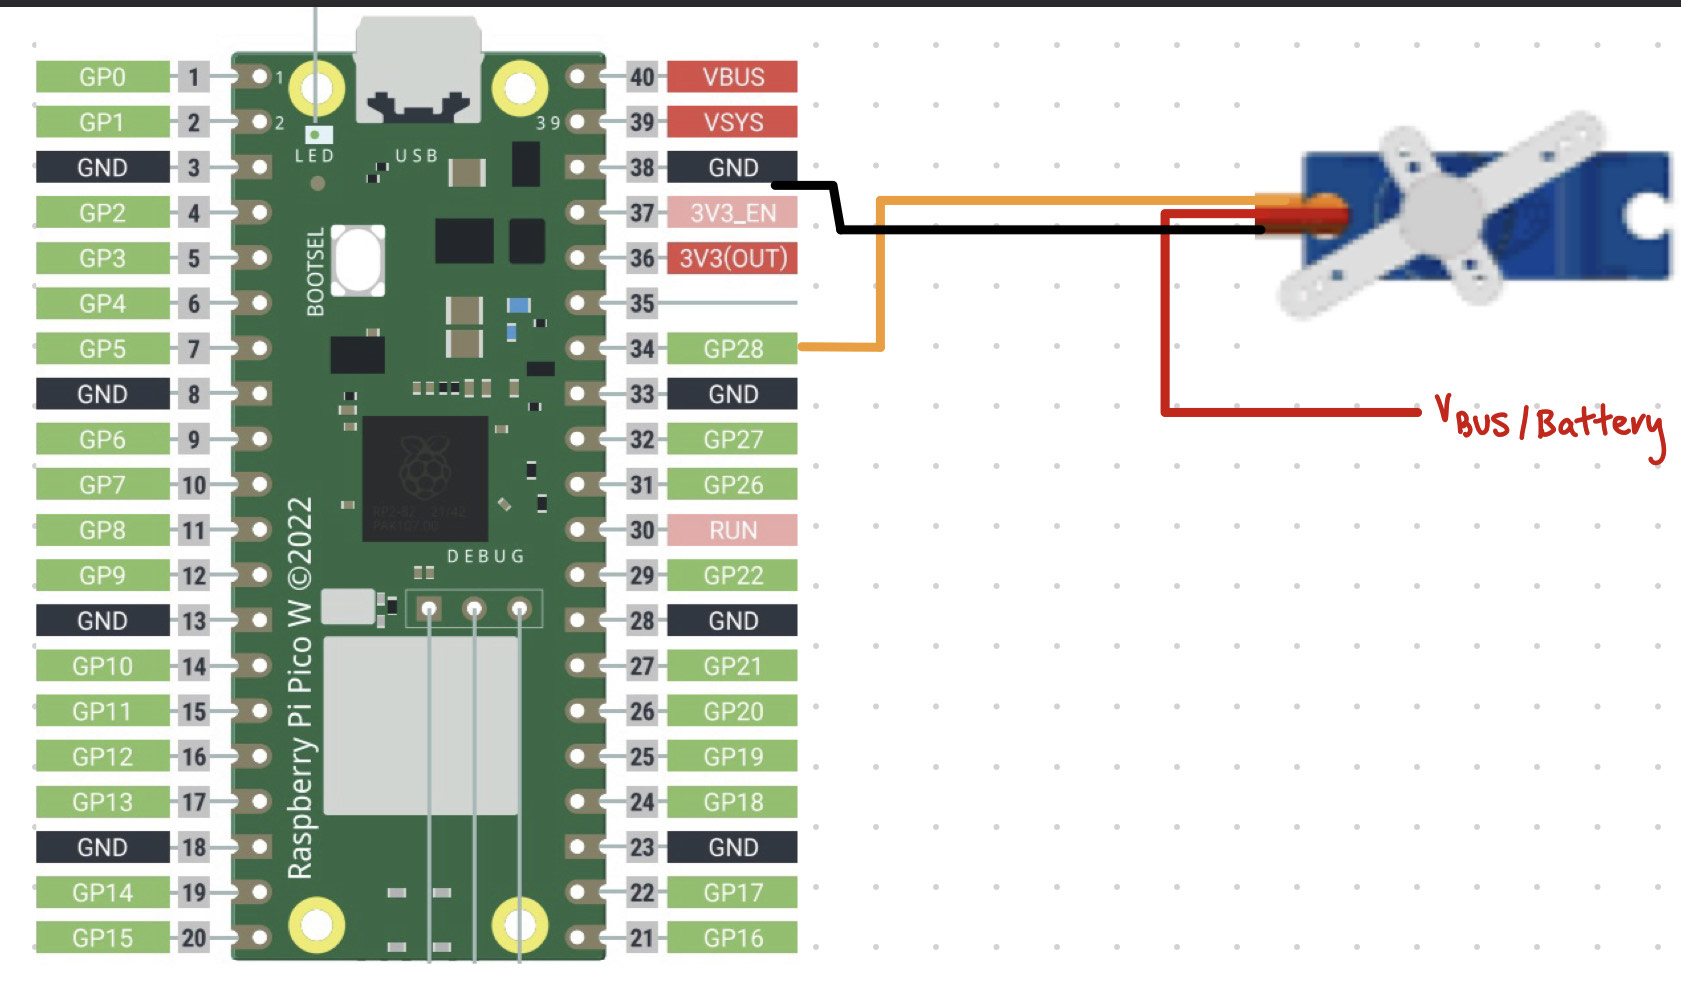 GP0 1 1 40 VBUS
GP1 2 2 39 39 VSYS
LED USB
GND 3 38 GND
GP2 4 37 3V3_EN
GP3 5 36 3V3(OUT)
BOOTSEL
GP4 6 35
GP5 7 34 GP28
GND 8 33 GND
VBUS/Battery
GP6 9 32 GP27
GP7 10 31 GP26
GP8 11 30 RUN
DEBUG
GP9 12 29 GP22
GND 13 28 GND
GP10 14 27 GP21
Raspberry Pi Pico W ©2022
GP11 15 26 GP20
GP12 16 25 GP19
GP13 17 24 GP18
GND 18 23 GND
GP14 19 22 GP17
GP15 20 21 GP16